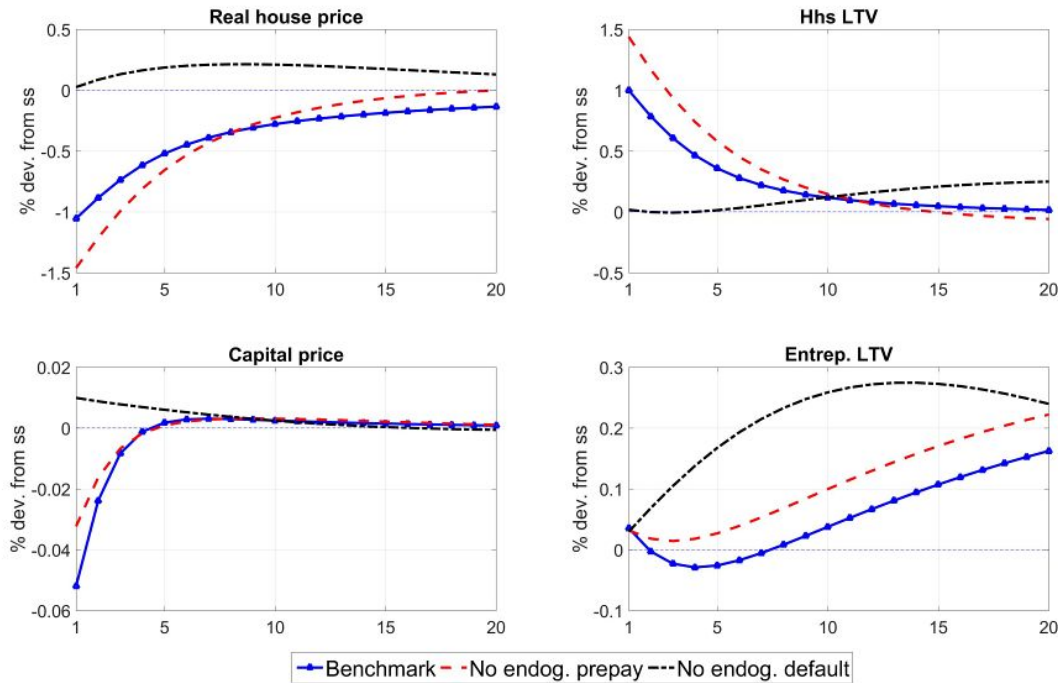 Real house price
% dev. from ss
0.5
0
-0.5
-1
-1.5
1 5 10 15 20
Hhs LTV
% dev. from ss
1.5
1
0.5
0
0.5
1 5 10 15 20
Capital price
% dev. from ss
0.02
0
-0.02
-0.04
-0.06
1 5 10 15 20
Entrep. LTV
% dev. from ss
0.3
0.2
0.1
0
-0.1
1 5 10 15 20
Benchmark No endog. prepay No endog. default